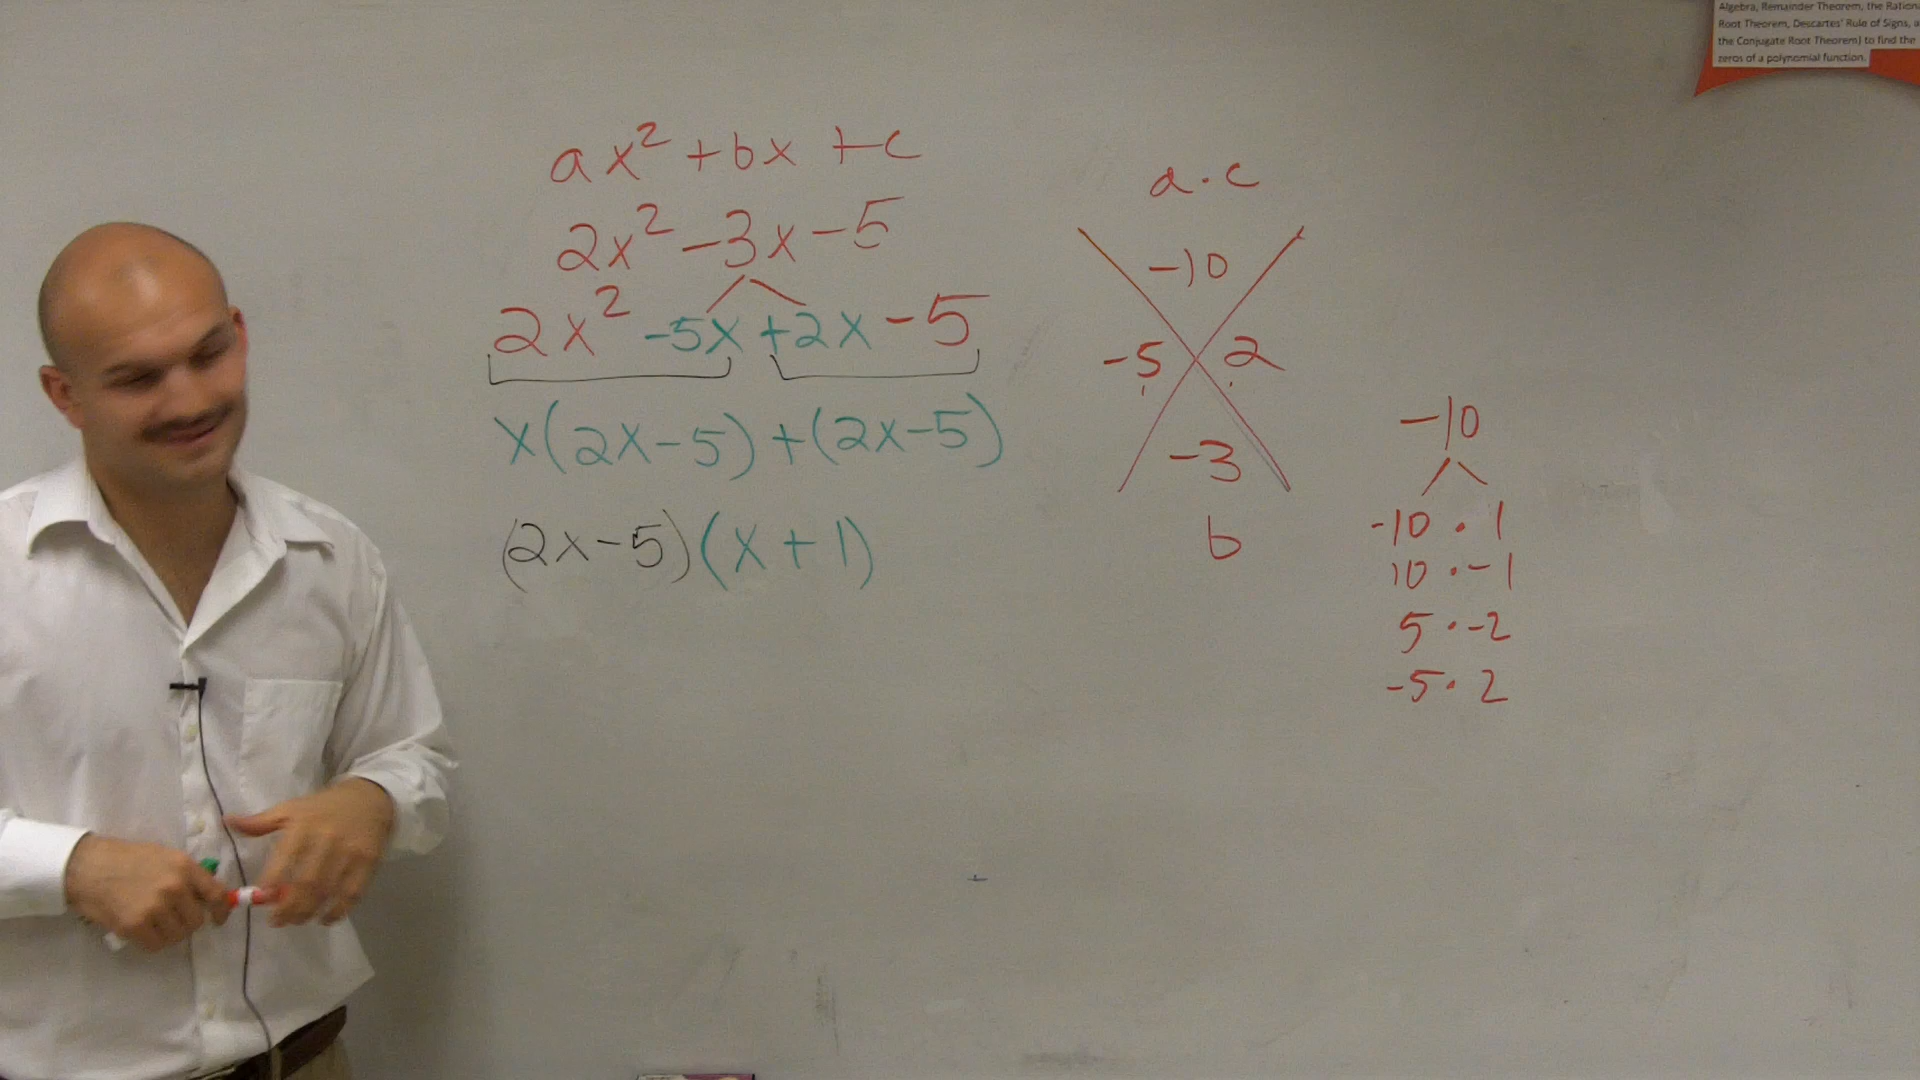 Algebra, Remainder Theorem, the
Root Theorem, Descartes' Rule of Signs,
the Conjugate Root Theorem) to find the
zeros of a polynomial function.
ax² + bx + c
2x² - 3x - 5
2x² - 5x + 2x - 5
x(2x - 5) + (2x - 5)
(2x - 5)(x + 1)
a · c
-10
-5 2
-3
b
-10
-10 · 1
10 · -1
5 · -2
-5 · 2